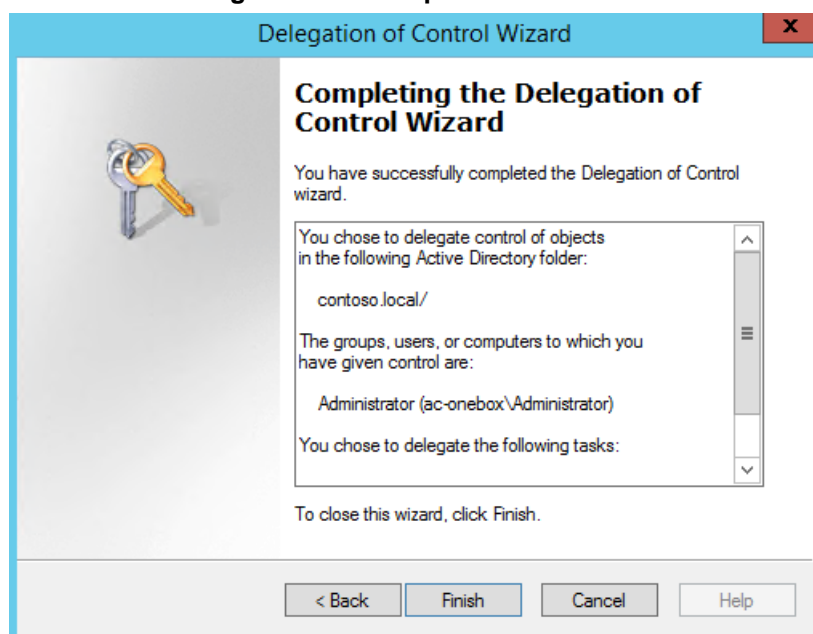 Delegation of Control Wizard
x
Completing the Delegation of
Control Wizard
You have successfully completed the Delegation of Control
wizard.
You chose to delegate control of objects
in the following Active Directory folder:
contoso.local/
The groups, users, or computers to which you
have given control are:
Administrator (ac-onebox\Administrator)
You chose to delegate the following tasks:
To close this wizard, click Finish.
< Back
Finish
Cancel
Help